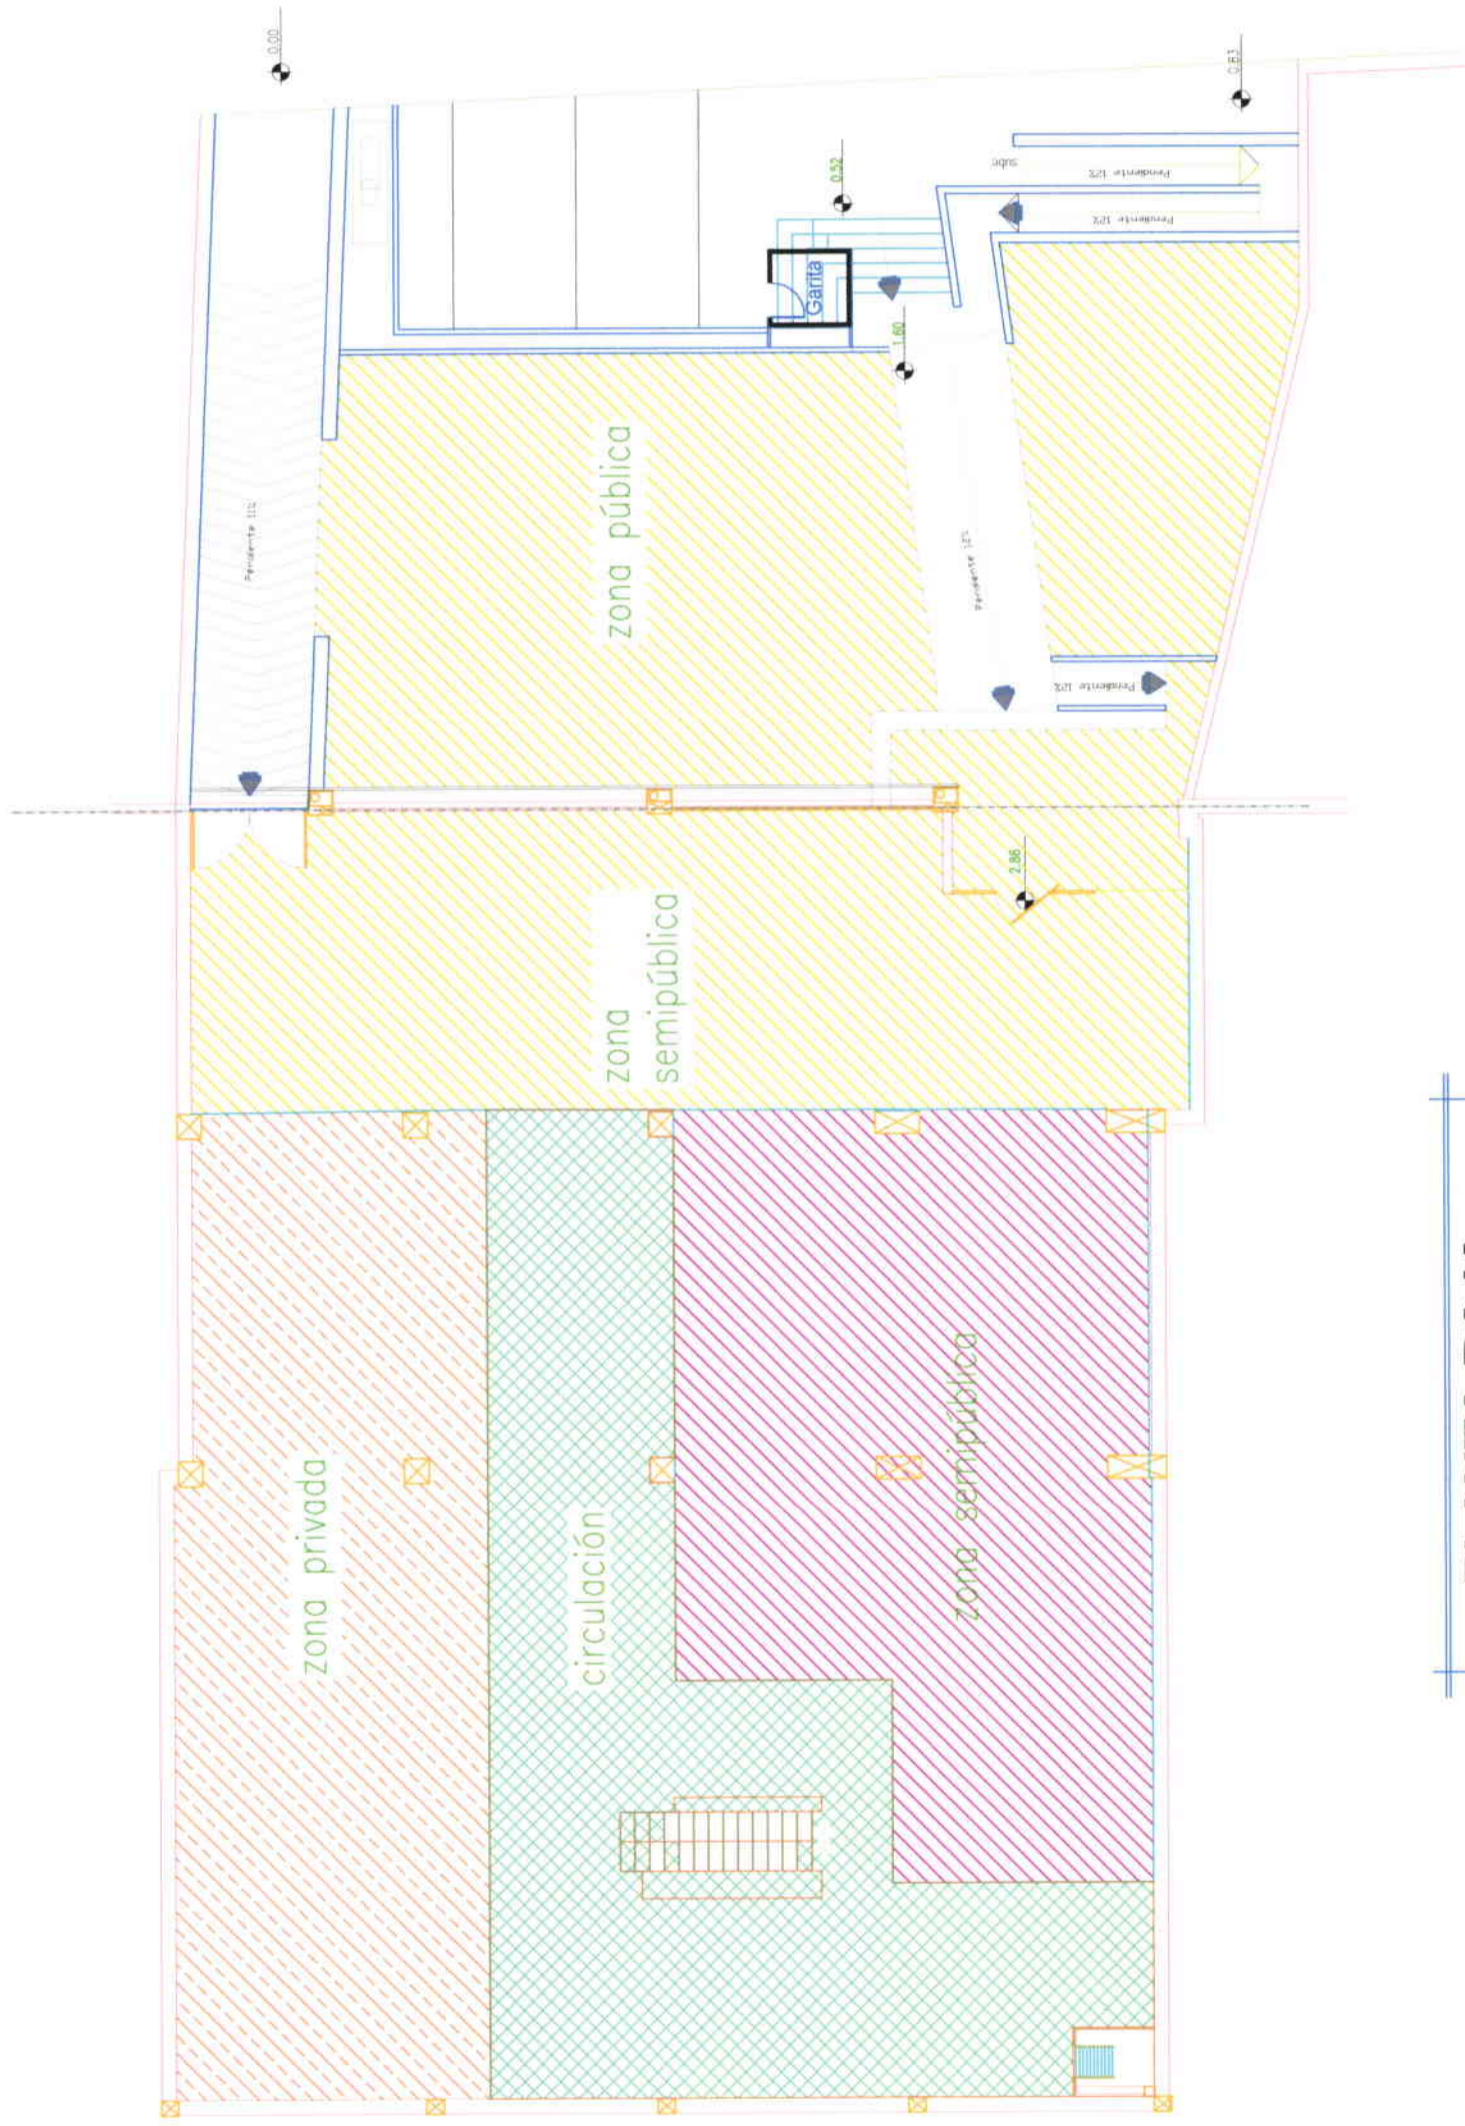 0.00
0.63
0.52
sube
Pendiente 12%
Pendiente 12%
Garita
1.60
Pendiente 11%
zona pública
Pendiente 12%
Pendiente 12%
2.86
zona
semipública
zona privada
circulación
zona semipública